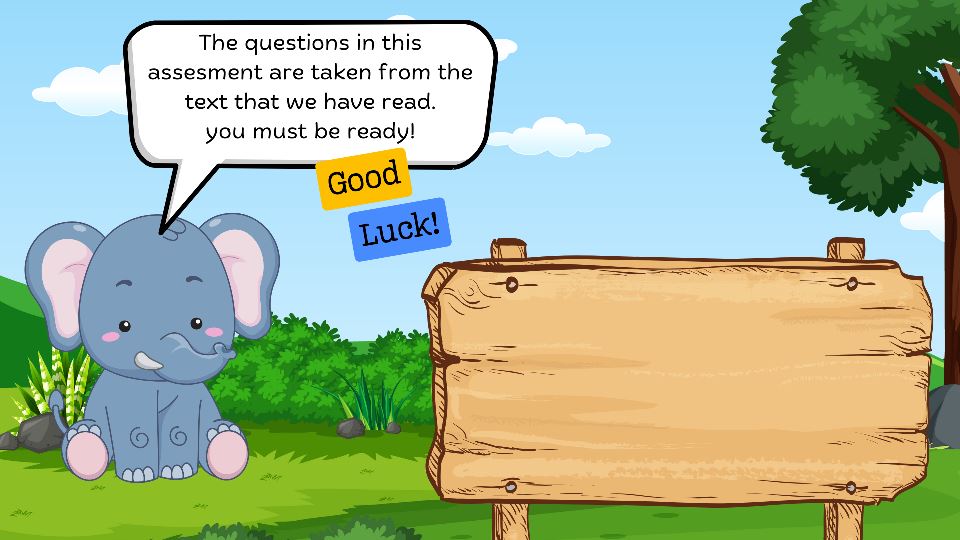 The questions in this
assesment are taken from the
text that we have read.
you must be ready!
Good
Luck!